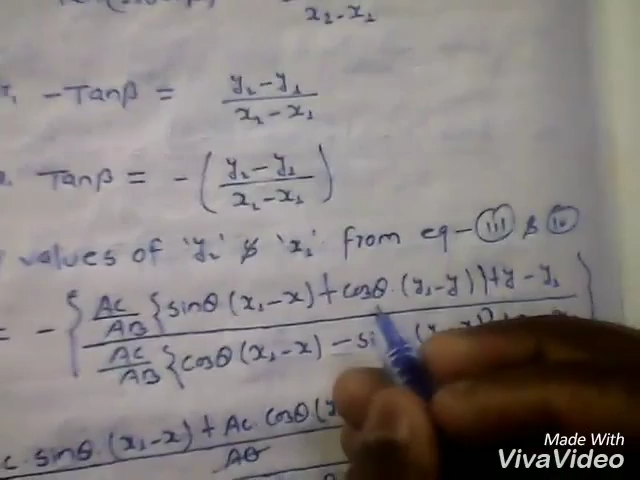 x₂ - x₁
-Tanβ = y₂ - y₁ / x₂ - x₁
Tanβ = -(y₂ - y₁ / x₂ - x₁)
values of 'y₂' & 'x₂' from eq - (iii) & (iv)
= -{ AC/AB {sinθ (x₁-x) + cosθ.(y₁-y)} + y - y₁
AC/AB {cosθ (x₁-x) - si
c. sinθ. (x₁-x) + AC. cosθ (y
AB
Made With
VivaVideo